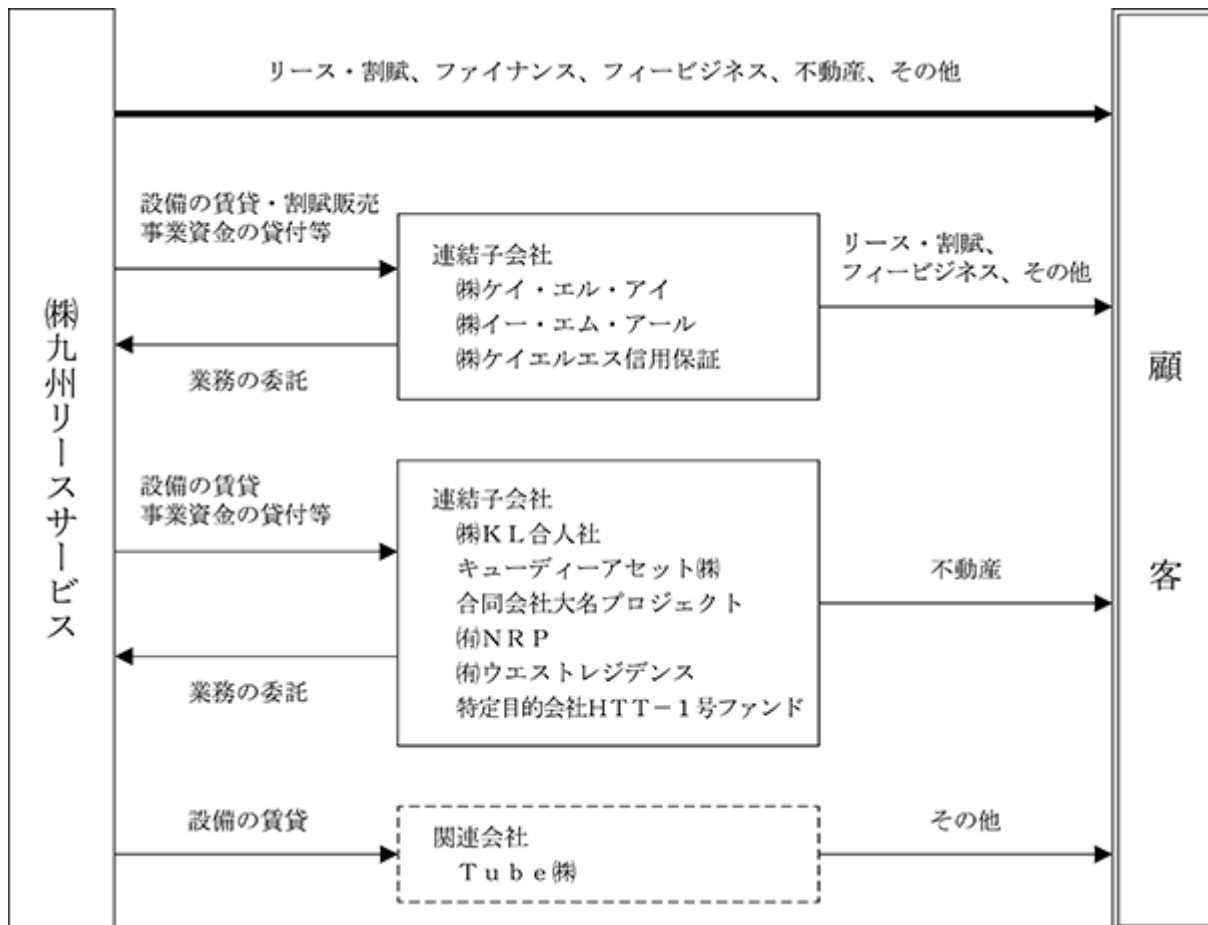 ㈱九州リースサービス
リース・割賦、ファイナンス、フィービジネス、不動産、その他
設備の賃貸・割賦販売
事業資金の貸付等
業務の委託
連結子会社
㈱ケイ・エル・アイ
㈱イー・エム・アール
㈱ケイエルエス信用保証
リース・割賦、
フィービジネス、その他
設備の賃貸
事業資金の貸付等
業務の委託
連結子会社
㈱ＫＬ合人社
キューディーアセット㈱
合同会社大名プロジェクト
㈲ＮＲＰ
㈲ウエストレジデンス
特定目的会社HTT－１号ファンド
不動産
設備の賃貸
関連会社
Ｔｕｂｅ㈱
その他
顧客